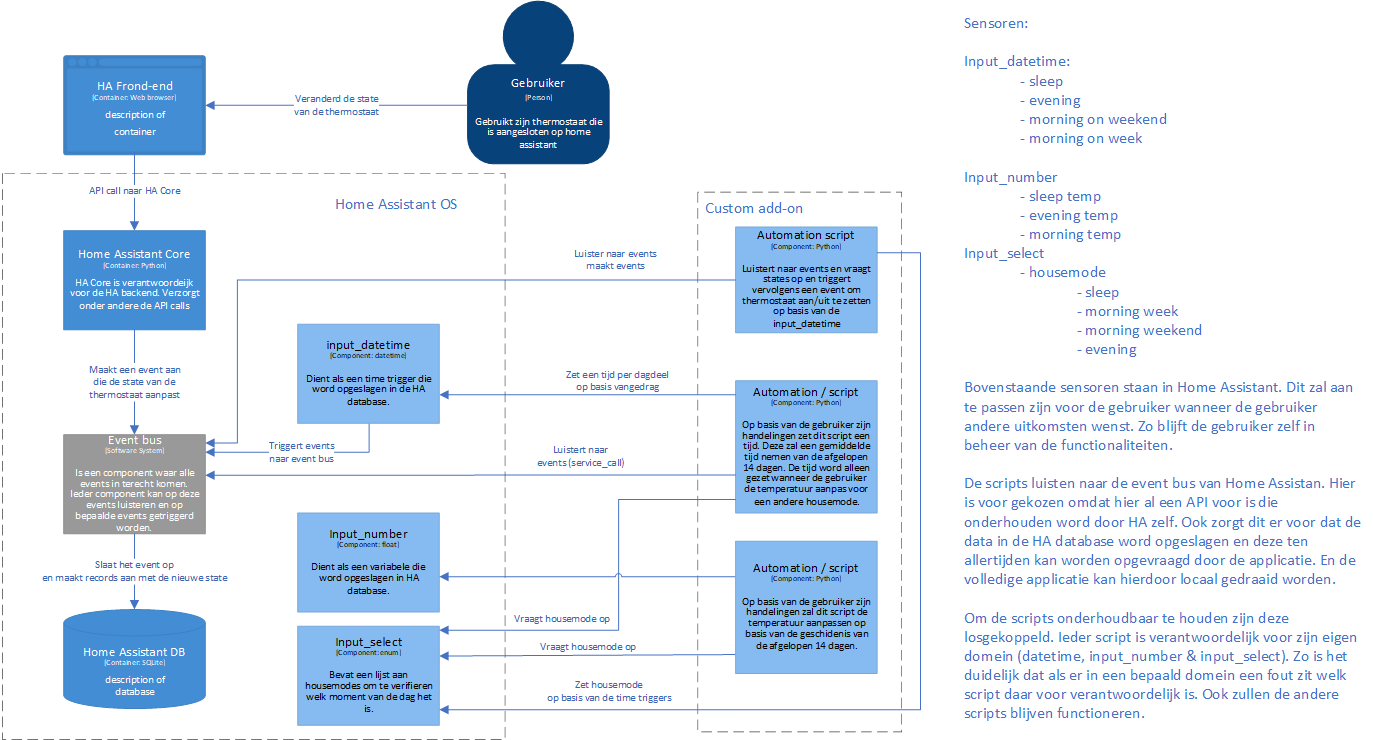 Gebruiker
[Person]
Gebruikt zijn thermostaat die
is aangesloten op home
assistant
HA Frond-end
[Container: Web browser]
description of
container
Veranderd de state
van de thermostaat
API call naar HA Core
Home Assistant OS
Home Assistant Core
[Container: Python]
HA Core is verantwoordeijk
voor de HA backend. Verzorgt
onder andere de API calls
Maakt een event aan
die de state van de
thermostaat aanpast
Event bus
[Software System]
Is een component waar alle
events in terecht komen.
Ieder component kan op deze
events luisteren en op
bepaalde events getriggerd
worden.
Slaat het event op
en maakt records aan met de nieuwe state
Home Assistant DB
[Container: SQLite]
description of
database
input_datetime
[Component: datetime]
Dient als een time trigger die
word opgeslagen in de HA
database.
Triggert events
naar event bus
Input_number
[Component: float]
Dient als een variabele die
word opgeslagen in HA
database.
Input_select
[Component: enum]
Bevat een lijst aan
housemodes om te verifieren
welk moment van de dag het
is.
Luister naar events
maakt events
Zet een tijd per dagdeel
op basis vangedrag
Luistert naar
events (service_call)
Vraagt housemode op
Vraagt housemode op
Zet housemode
op basis van de time triggers
Custom add-on
Automation script
[Component: Python]
Luistert naar events en vraagt
states op en triggert
vervolgens een event om
thermostaat aan/uit te zetten
op basis van de
input_datetime
Automation / script
[Component: Python]
Op basis van de gebruiker zijn
handelingen zet dit script een
tijd. Deze zal een gemiddelde
tijd nemen van de afgelopen
14 dagen. De tijd word alleen
gezet wanneer de gebruiker
de temperatuur aanpas voor
een andere housemode.
Automation / script
[Component: Python]
Op basis van de gebruiker zijn
handelingen zal dit script de
temperatuur aanpassen op
basis van de geschidenis van
de afgelopen 14 dagen.
Sensoren:
Input_datetime:
- sleep
- evening
- morning on weekend
- morning on week
Input_number
- sleep temp
- evening temp
- morning temp
Input_select
- housemode
- sleep
- morning week
- morning weekend
- evening
Bovenstaande sensoren staan in Home Assistant. Dit zal aan
te passen zijn voor de gebruiker wanneer de gebruiker
andere uitkomsten wenst. Zo blijft de gebruiker zelf in
beheer van de functionaliteiten.
De scripts luisten naar de event bus van Home Assistan. Hier
is voor gekozen omdat hier al een API voor is die
onderhouden word door HA zelf. Ook zorgt dit er voor dat de
data in de HA database word opgeslagen en deze ten
allertijden kan worden opgevraagd door de applicatie. En de
volledige applicatie kan hierdoor locaal gedraaid worden.
Om de scripts onderhoudbaar te houden zijn deze
losgekoppeld. Ieder script is verantwoordelijk voor zijn eigen
domein (datetime, input_number & input_select). Zo is het
duidelijk dat als er in een bepaald domein een fout zit welk
script daar voor verantwoordelijk is. Ook zullen de andere
scripts blijven functioneren.